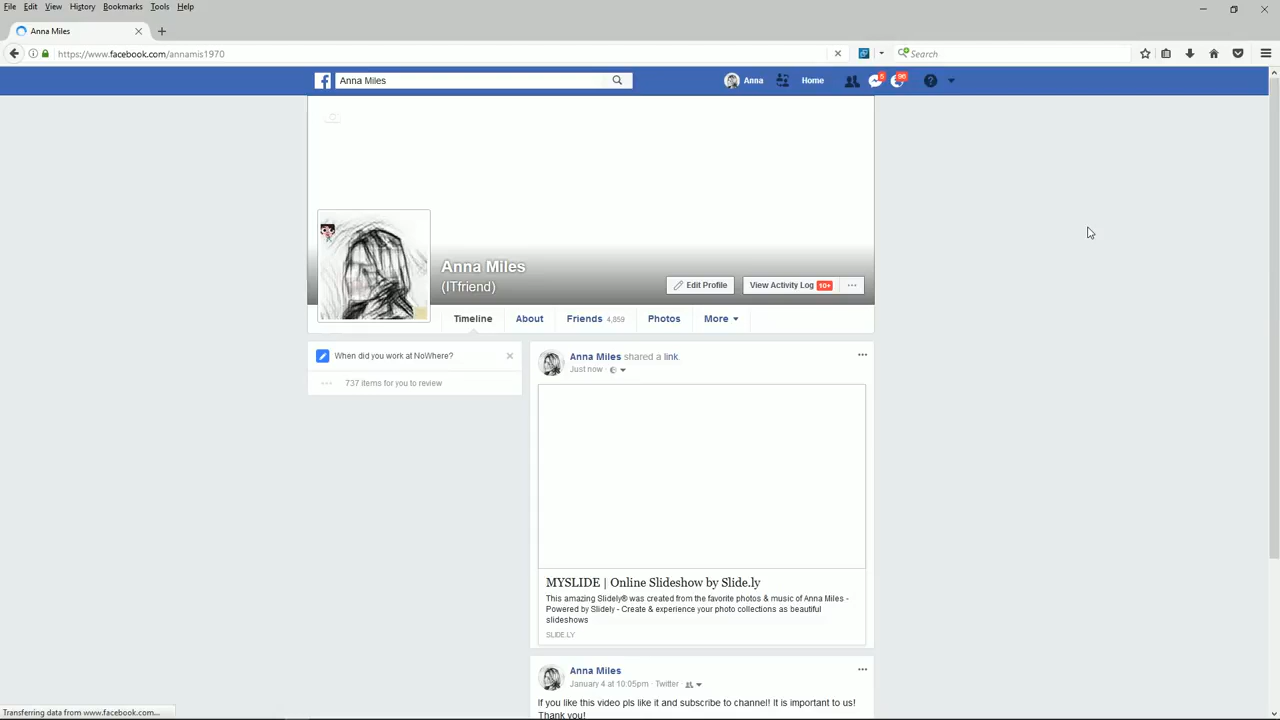 File Edit View History Bookmarks Tools Help
Anna Miles
https://www.facebook.com/annamis1970
Search
Anna Miles
Anna
Home
5
96
Anna Miles
(ITfriend)
Edit Profile
View Activity Log 10+
Timeline About Friends 4,859 Photos More
When did you work at NoWhere?
737 items for you to review
Anna Miles shared a link.
Just now
MYSLIDE | Online Slideshow by Slide.ly
This amazing Slidely® was created from the favorite photos & music of Anna Miles -
Powered by Slidely - Create & experience your photo collections as beautiful
slideshows
SLIDE.LY
Anna Miles
January 4 at 10:05pm · Twitter
If you like this video pls like it and subscribe to channel! It is important to us!
Thank you!
Transferring data from www.facebook.com...